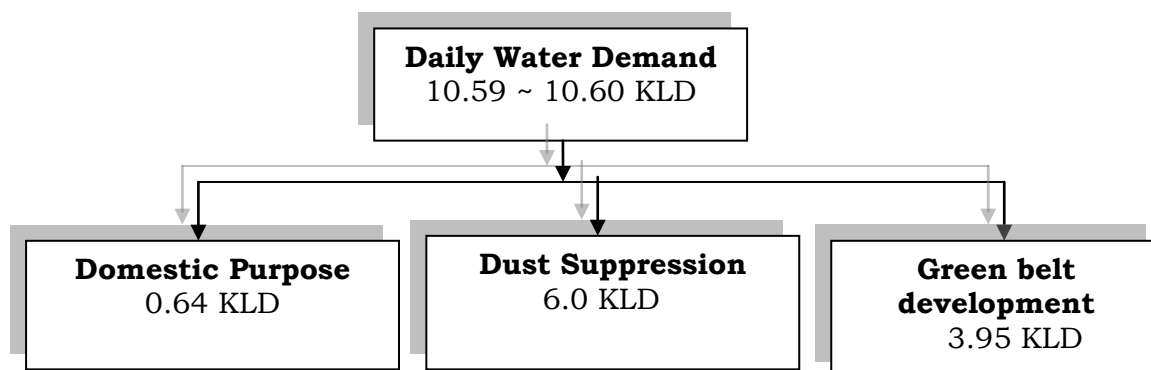 Daily Water Demand
10.59 ~ 10.60 KLD
Domestic Purpose
0.64 KLD
Dust Suppression
6.0 KLD
Green belt
development
3.95 KLD